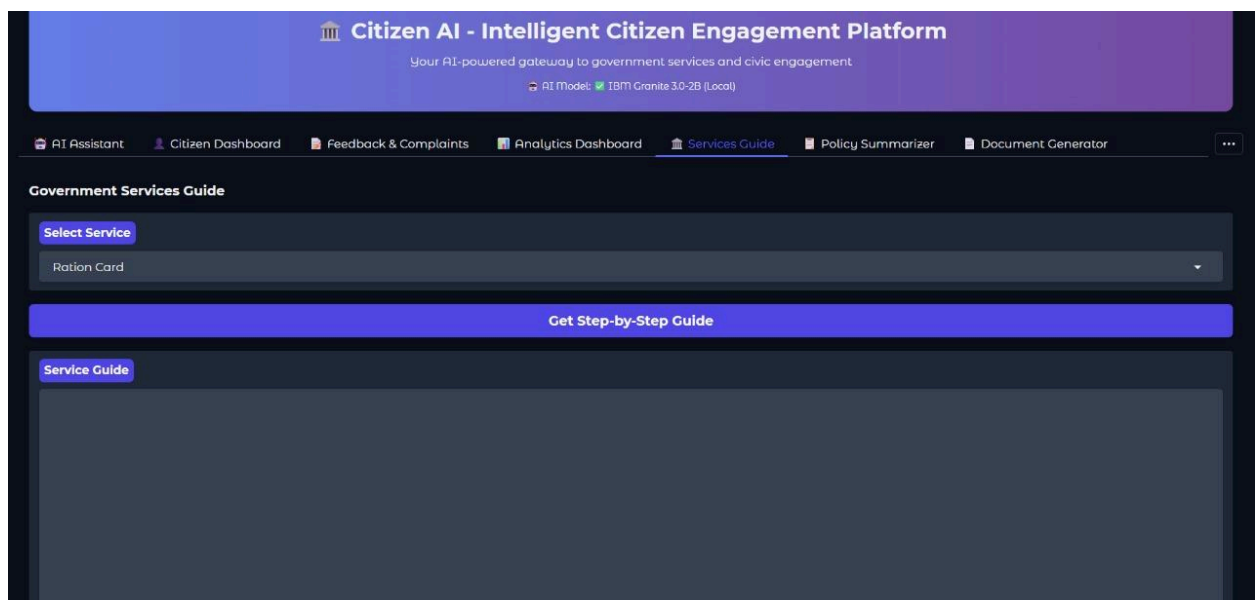 🏛️ Citizen AI - Intelligent Citizen Engagement Platform
Your AI-powered gateway to government services and civic engagement
🤖 AI Model: ✅ IBM Granite 3.0-2B (Local)
AI Assistant Citizen Dashboard Feedback & Complaints Analytics Dashboard Services Guide Policy Summarizer Document Generator ...
Government Services Guide
Select Service
Ration Card
Get Step-by-Step Guide
Service Guide